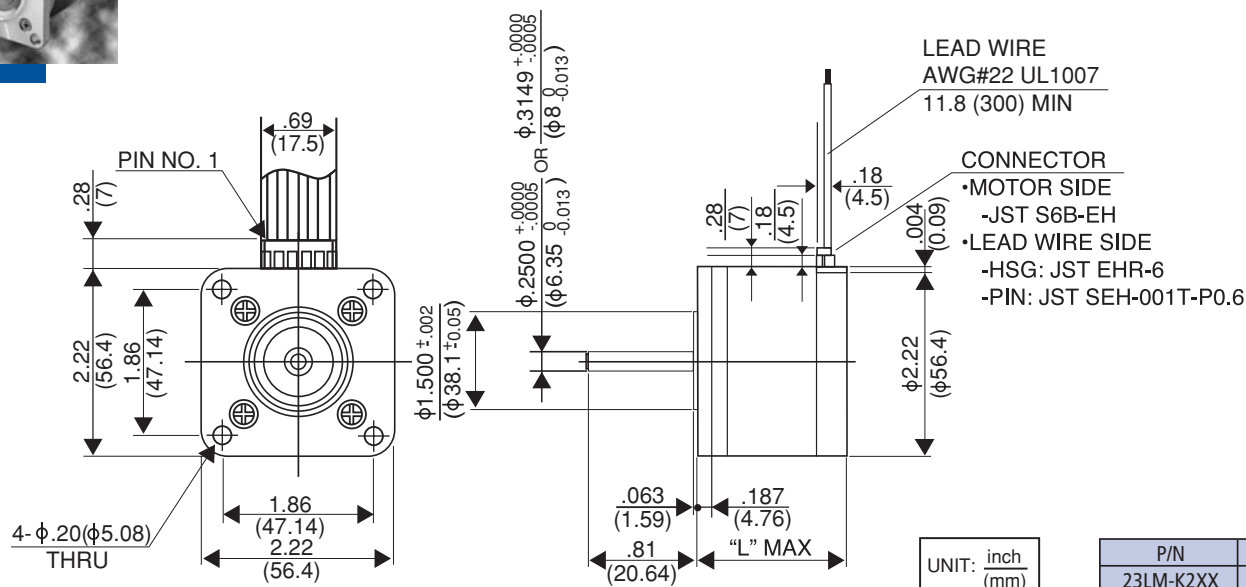 .69
(17.5)
PIN NO. 1
.28
(7)
2.22
(56.4)
1.86
(47.14)
1.86
(47.14)
2.22
(56.4)
4-ϕ.20(ϕ5.08)
THRU
ϕ.2500 +.0000 -.0005
(ϕ6.35 0 -0.013)
OR
ϕ.3149 +.0000 -.0005
(ϕ8 0 -0.013)
ϕ1.500 ±.002
(ϕ38.1±0.05)
.28
(7)
.18
(4.5)
.18
(4.5)
.004
(0.09)
LEAD WIRE
AWG#22 UL1007
11.8 (300) MIN
CONNECTOR
•MOTOR SIDE
-JST S6B-EH
•LEAD WIRE SIDE
-HSG: JST EHR-6
-PIN: JST SEH-001T-P0.6
ϕ2.22
(ϕ56.4)
.063
(1.59)
.187
(4.76)
.81
(20.64)
“L” MAX
UNIT: inch
(mm)
P/N
23LM-K2XX